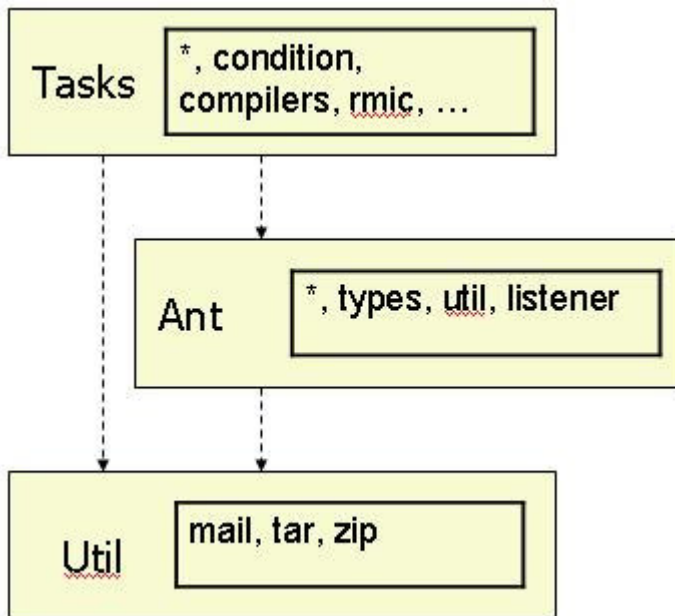 Tasks
*, condition,
compilers, rmic, ...
Ant
*, types, util, listener
Util
mail, tar, zip